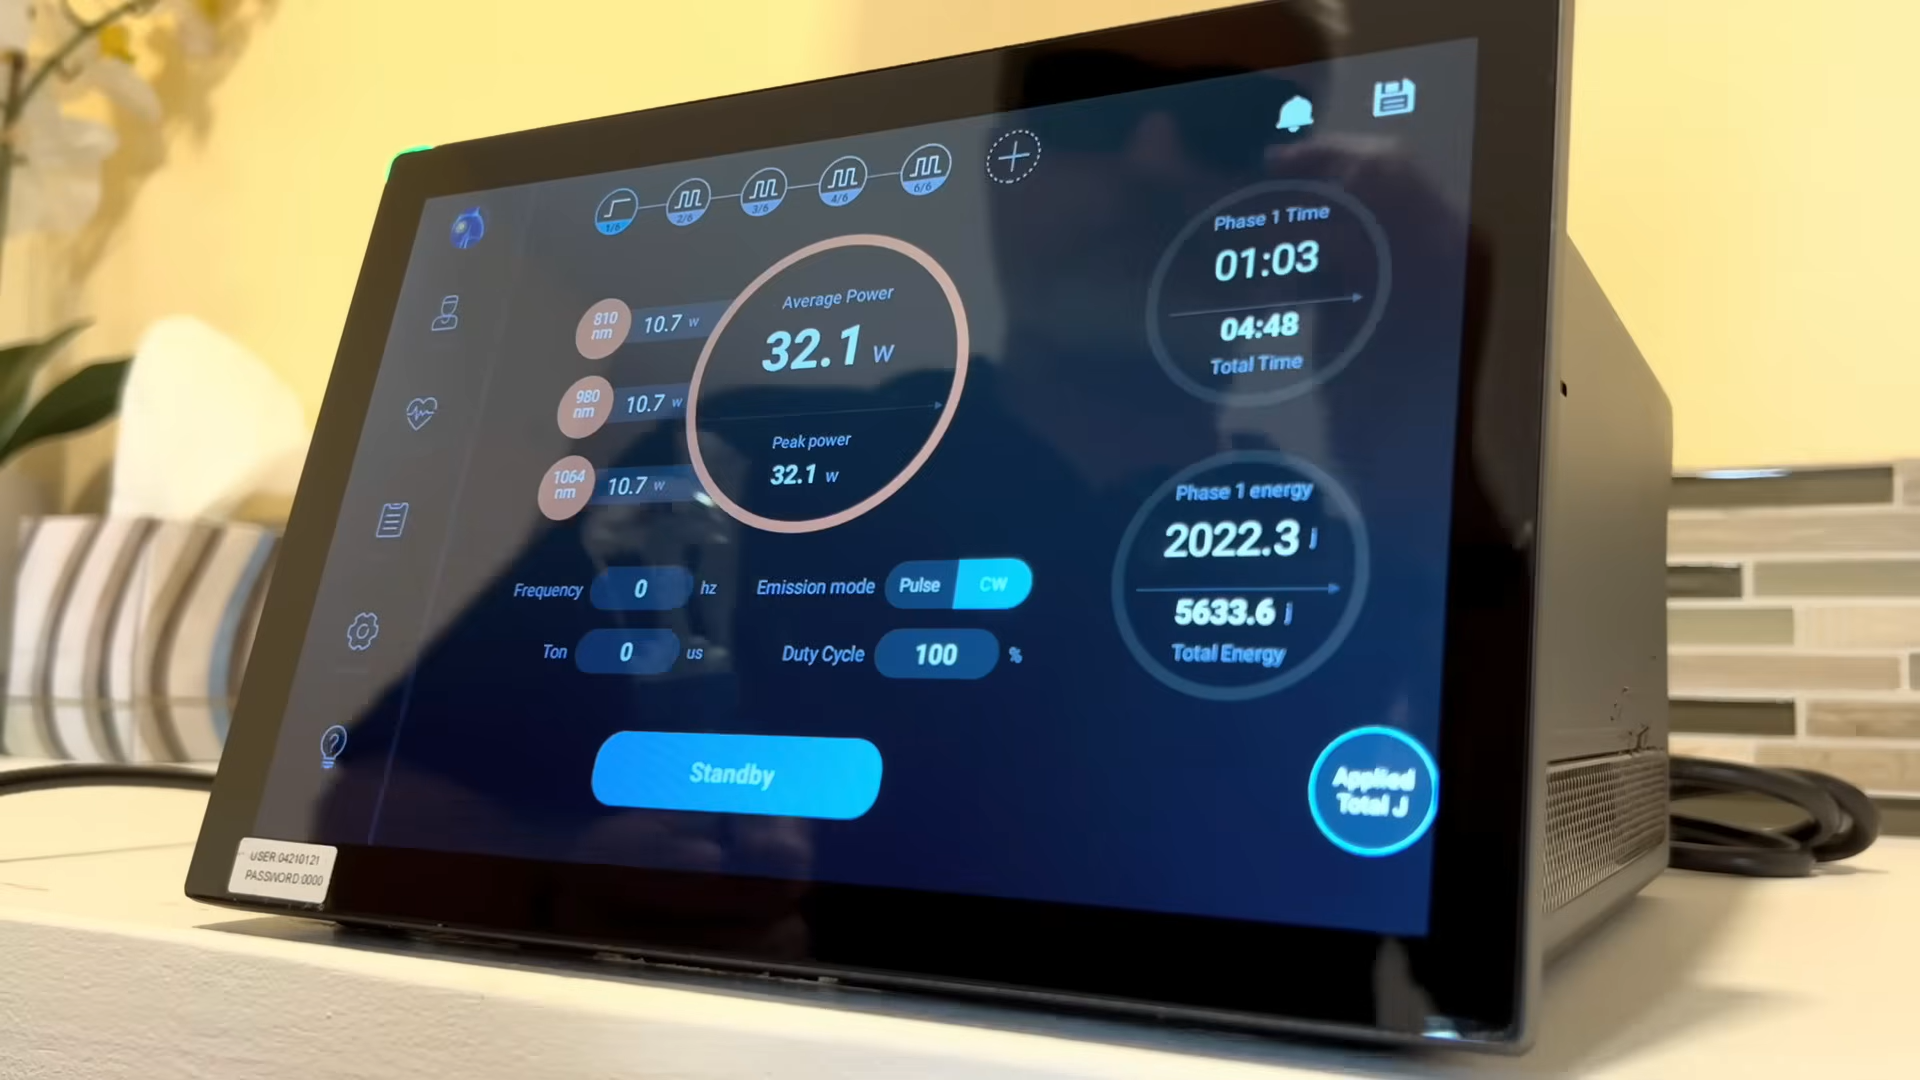 1/6
2/6
3/6
4/6
6/6
810
nm
10.7 w
980
nm
10.7 w
1064
nm
10.7 w
Average Power
32.1 w
Peak power
32.1 w
Phase 1 Time
01:03
04:48
Total Time
Phase 1 energy
2022.3 j
5633.6 j
Total Energy
Frequency 0 hz
Emission mode Pulse CW
Ton 0 us
Duty Cycle 100 %
Standby
Applied
Total J
USER:04210121
PASSWORD:0000